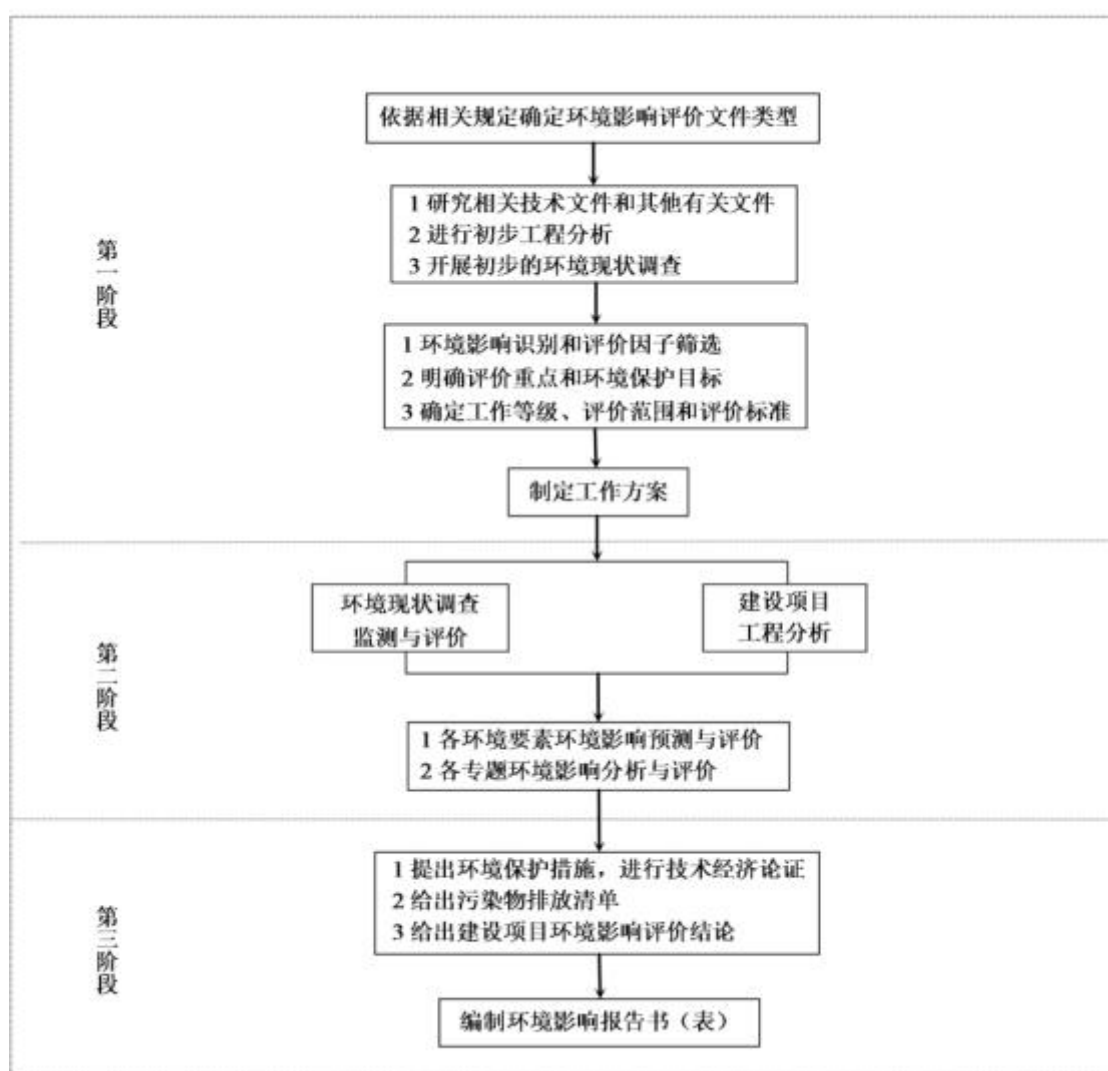 依据相关规定确定环境影响评价文件类型
1 研究相关技术文件和其他有关文件
2 进行初步工程分析
3 开展初步的环境现状调查
第一阶段
1 环境影响识别和评价因子筛选
2 明确评价重点和环境保护目标
3 确定工作等级、评价范围和评价标准
制定工作方案
环境现状调查
监测与评价
建设项目
工程分析
第二阶段
1 各环境要素环境影响预测与评价
2 各专题环境影响分析与评价
1 提出环境保护措施，进行技术经济论证
2 给出污染物排放清单
3 给出建设项目环境影响评价结论
第三阶段
编制环境影响报告书（表）